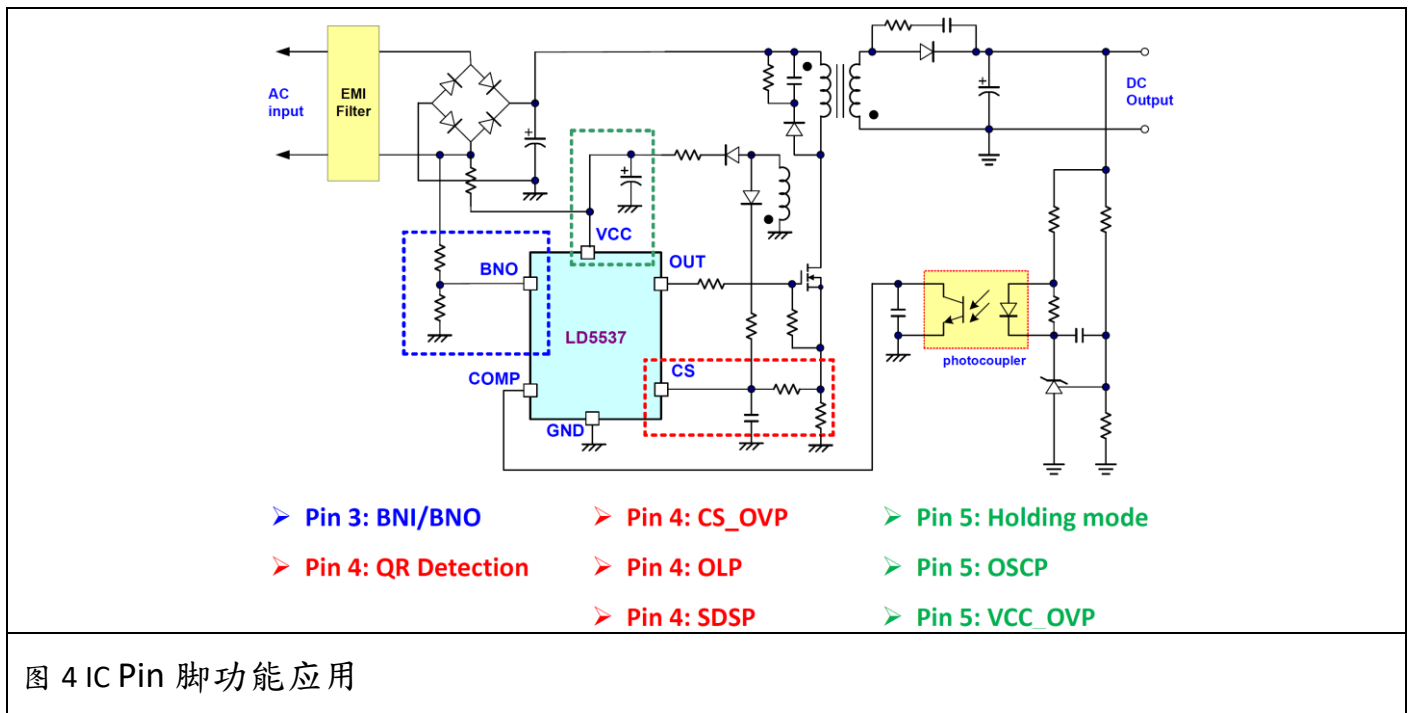 AC
input
EMI
Filter
DC
Output
VCC
BNO
OUT
LD5537
COMP
CS
GND
photocoupler
➢ Pin 3: BNI/BNO
➢ Pin 4: CS_OVP
➢ Pin 5: Holding mode
➢ Pin 4: QR Detection
➢ Pin 4: OLP
➢ Pin 5: OSCP
➢ Pin 4: SDSP
➢ Pin 5: VCC_OVP
图 4 IC Pin 脚功能应用